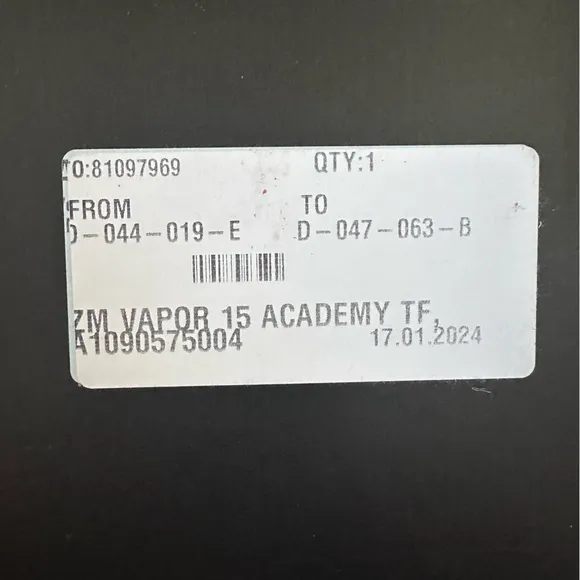 TO:81097969 QTY:1
FROM TO
D-044-019-E D-047-063-B
ZM VAPOR 15 ACADEMY TF,
A1090575004 17.01.2024